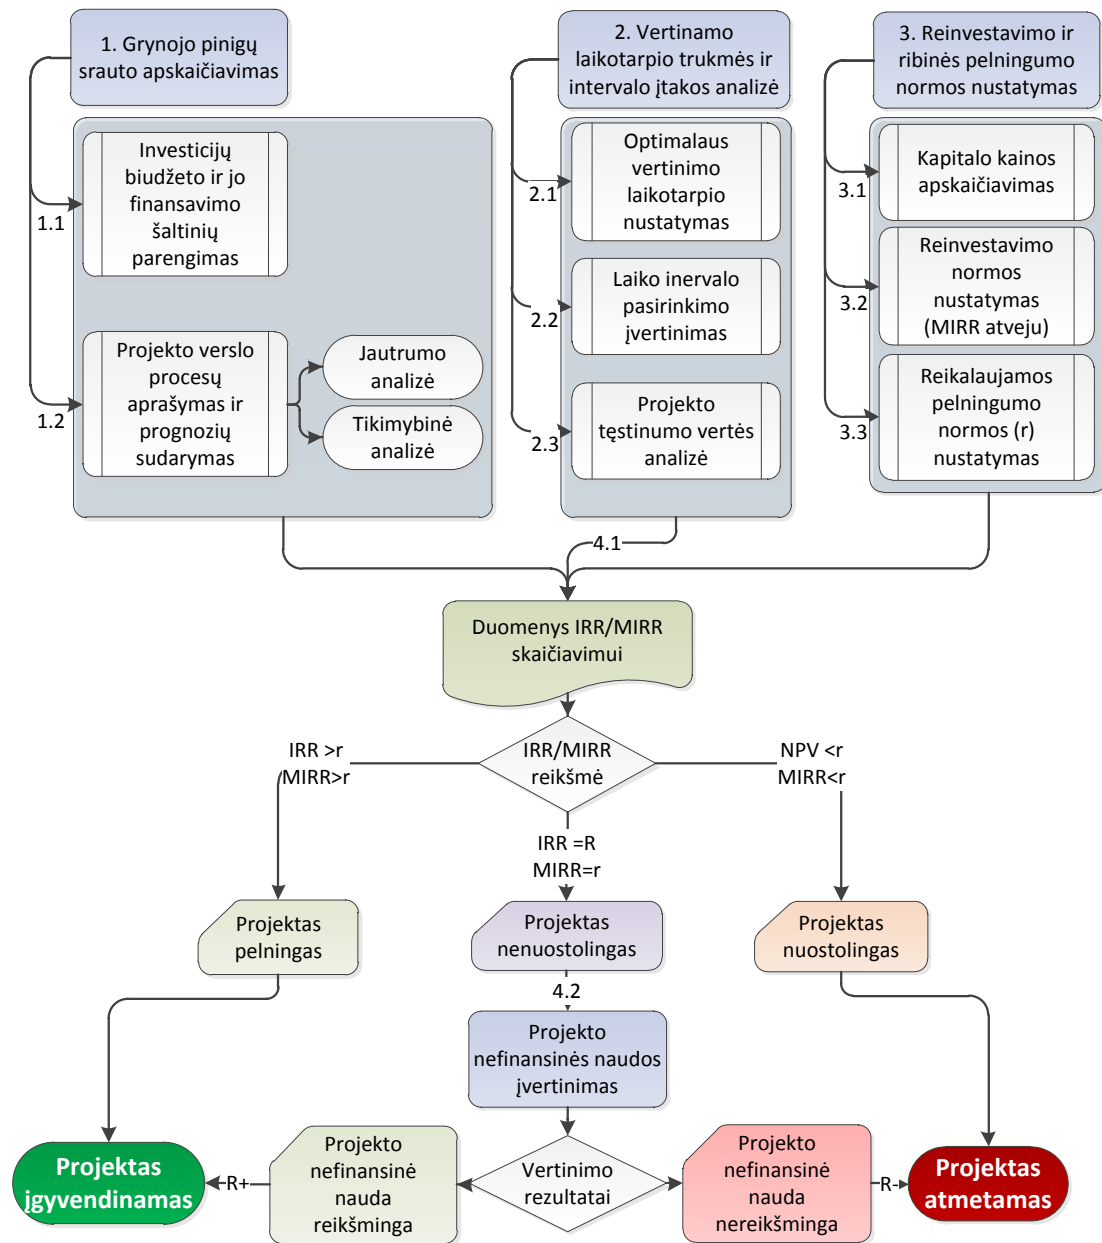 1. Grynojo pinigų
srauto apskaičiavimas
2. Vertinamo
laikotarpio trukmės ir
intervalo įtakos analizė
3. Reinvestavimo ir
ribinės pelningumo
normos nustatymas
1.1
Investicijų
biudžeto ir jo
finansavimo
šaltinių
parengimas
1.2
Projekto verslo
procesų
aprašymas ir
prognozių
sudarymas
Jautrumo
analizė
Tikimybinė
analizė
2.1
Optimalaus
vertinimo
laikotarpio
nustatymas
2.2
Laiko inervalo
pasirinkimo
įvertinimas
2.3
Projekto
tęstinumo vertės
analizė
3.1
Kapitalo kainos
apskaičiavimas
3.2
Reinvestavimo
normos
nustatymas
(MIRR atveju)
3.3
Reikalaujamos
pelningumo
normos (r)
nustatymas
4.1
Duomenys IRR/MIRR
skaičiavimui
IRR/MIRR
reikšmė
IRR >r
MIRR>r
NPV <r
MIRR<r
IRR =R
MIRR=r
Projektas
pelningas
Projektas
nenuostolingas
Projektas
nuostolingas
4.2
Projekto
nefinansinės naudos
įvertinimas
Vertinimo
rezultatai
Projekto
nefinansinė
nauda
reikšminga
Projekto
nefinansinė
nauda
nereikšminga
R+
R-
Projektas
įgyvendinamas
Projektas
atmetamas